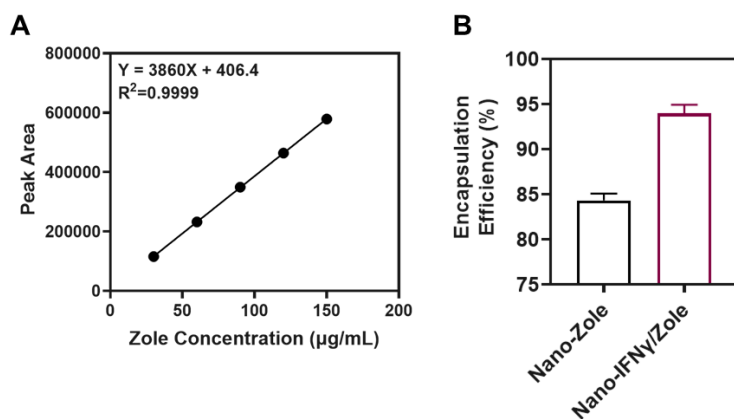 A
Y = 3860X + 406.4
R²=0.9999
Peak Area
800000
600000
400000
200000
0
0 50 100 150 200
Zole Concentration (µg/mL)
B
Encapsulation
Efficiency (%)
100
95
90
85
80
75
Nano-Zole
Nano-IFNγ/Zole